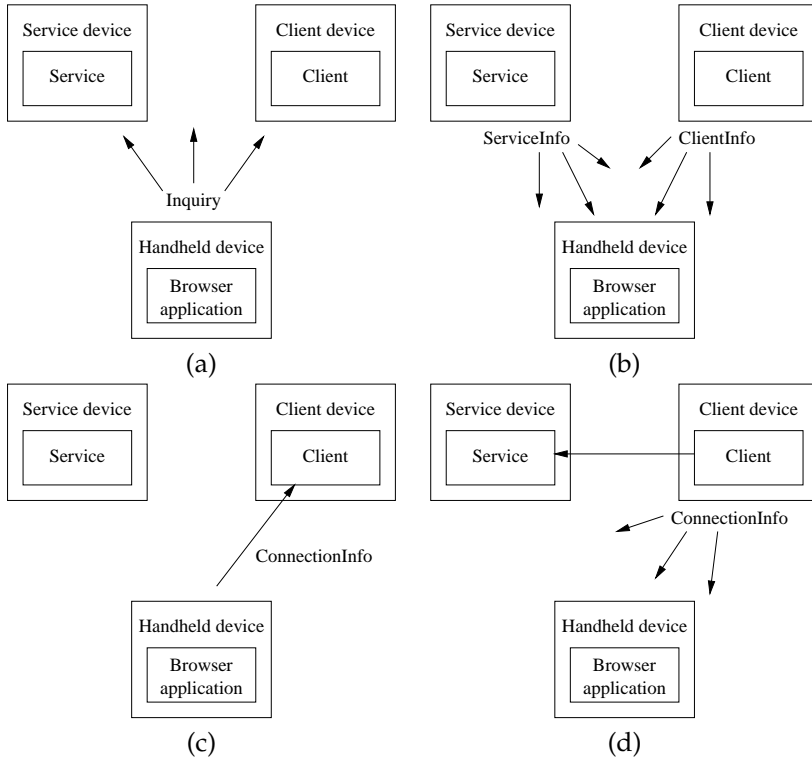 Service device
Service
Client device
Client
Inquiry
Handheld device
Browser
application
(a)
Service device
Service
Client device
Client
ServiceInfo
ClientInfo
Handheld device
Browser
application
(b)
Service device
Service
Client device
Client
ConnectionInfo
Handheld device
Browser
application
(c)
Service device
Service
Client device
Client
ConnectionInfo
Handheld device
Browser
application
(d)